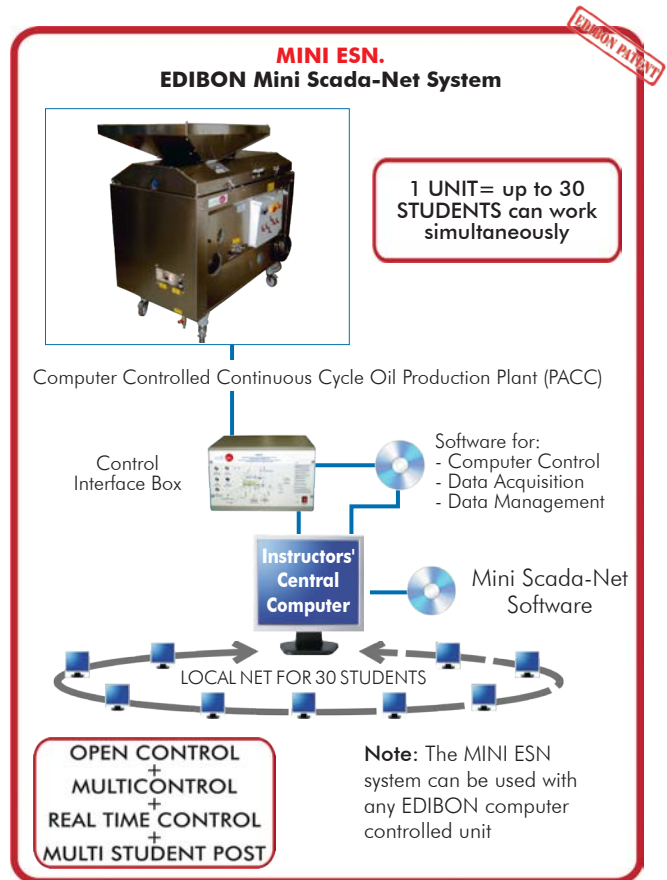 EDIBON PATENT
MINI ESN.
EDIBON Mini Scada-Net System
1 UNIT= up to 30
STUDENTS can work
simultaneously
Computer Controlled Continuous Cycle Oil Production Plant (PACC)
Control
Interface Box
Software for:
- Computer Control
- Data Acquisition
- Data Management
Instructors'
Central
Computer
Mini Scada-Net
Software
LOCAL NET FOR 30 STUDENTS
OPEN CONTROL
+
MULTICONTROL
+
REAL TIME CONTROL
+
MULTI STUDENT POST
Note: The MINI ESN
system can be used with
any EDIBON computer
controlled unit